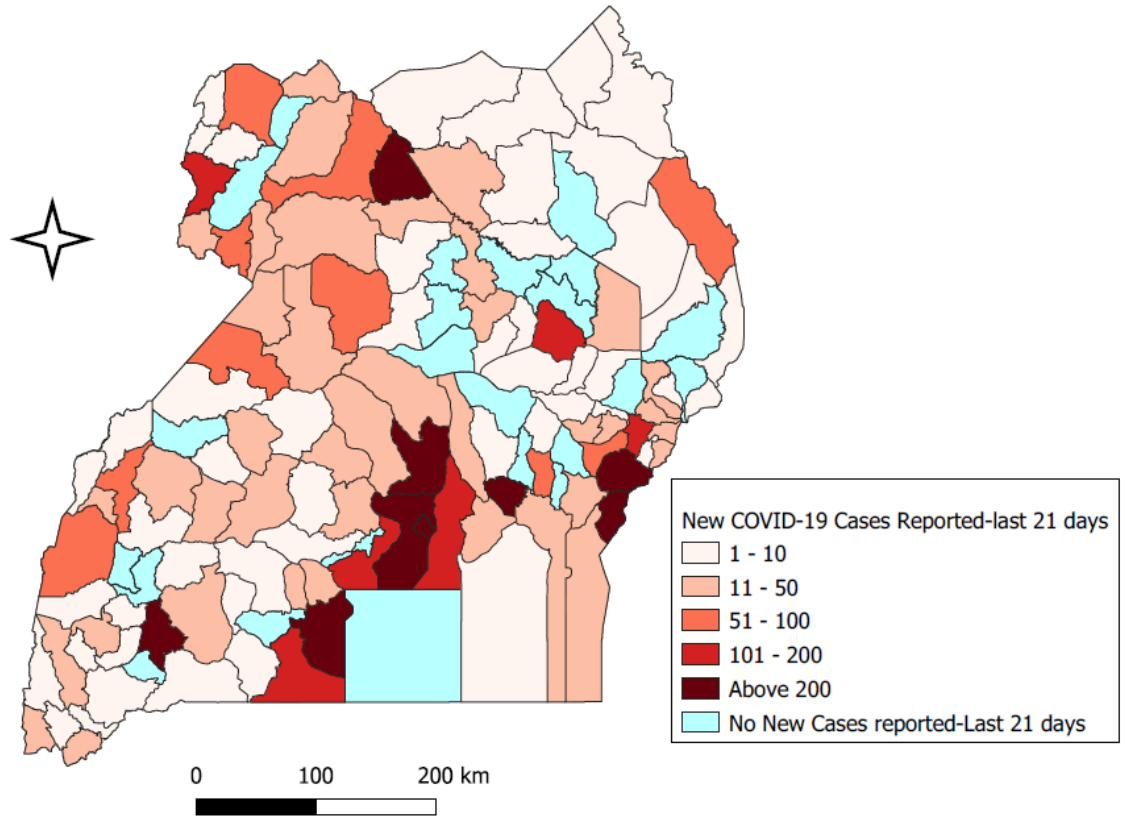 New COVID-19 Cases Reported-last 21 days
1 - 10
11 - 50
51 - 100
101 - 200
Above 200
No New Cases reported-Last 21 days
0 100 200 km